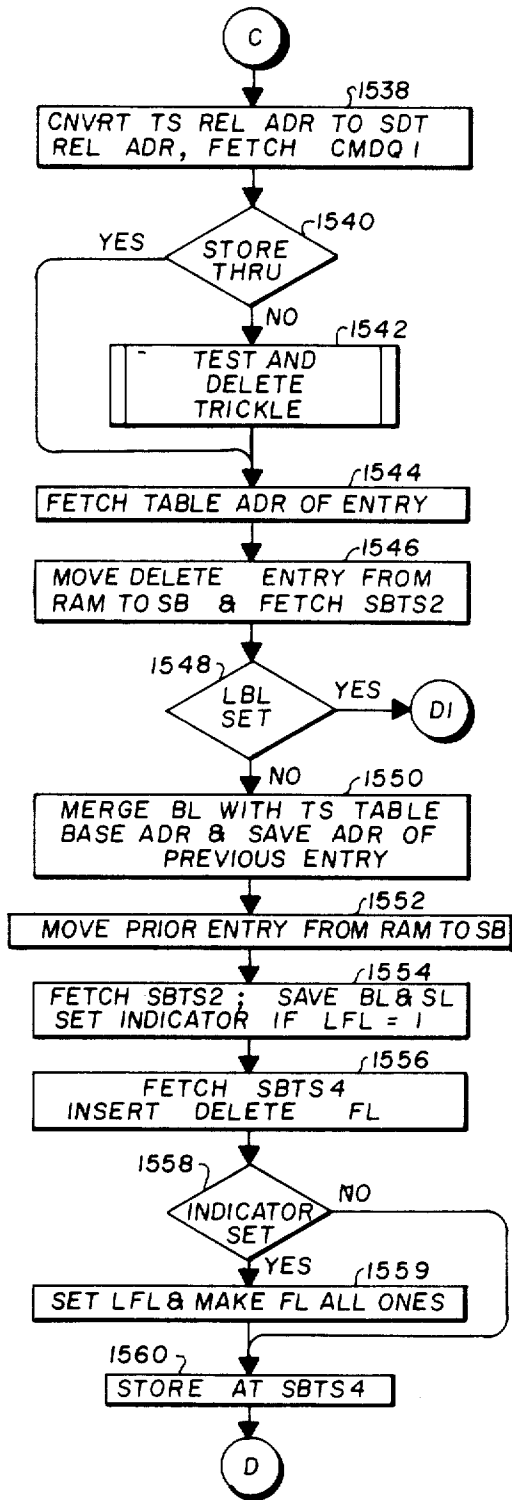 C
1538
CNVRT TS REL ADR TO SDT
REL ADR, FETCH CMDQ1
1540
YES
STORE
THRU
NO
1542
TEST AND
DELETE
TRICKLE
1544
FETCH TABLE ADR OF ENTRY
1546
MOVE DELETE ENTRY FROM
RAM TO SB & FETCH SBTS2
1548
LBL
SET
YES
D1
NO
1550
MERGE BL WITH TS TABLE
BASE ADR & SAVE ADR OF
PREVIOUS ENTRY
1552
MOVE PRIOR ENTRY FROM RAM TO SB
1554
FETCH SBTS2; SAVE BL & SL
SET INDICATOR IF LFL = 1
1556
FETCH SBTS4
INSERT DELETE FL
1558
INDICATOR
SET
NO
YES
1559
SET LFL & MAKE FL ALL ONES
1560
STORE AT SBTS4
D